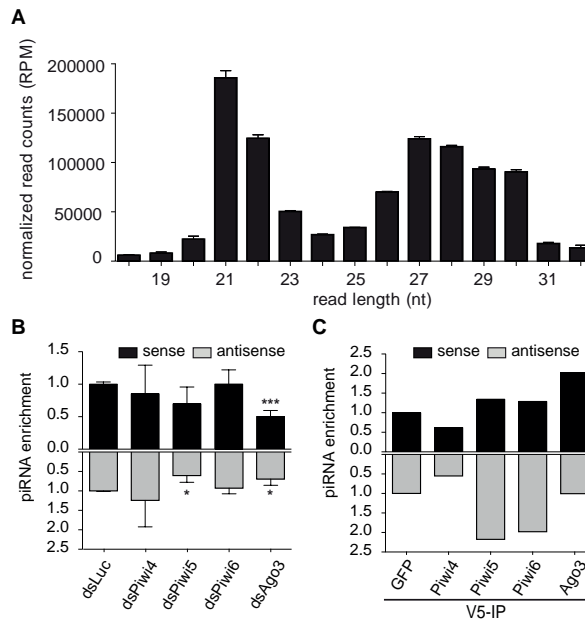 A
normalized read counts (RPM)
200000
150000
100000
50000
0
19 21 23 25 27 29 31
read length (nt)
B
sense antisense
piRNA enrichment
1.5
1.0
0.5
0.0
0.5
1.0
1.5
2.0
2.5
***
* *
dsLuc dsPiwi4 dsPiwi5 dsPiwi6 dsAgo3
C
sense antisense
piRNA enrichment
2.5
2.0
1.5
1.0
0.5
0.0
0.5
1.0
1.5
2.0
2.5
GFP Piwi4 Piwi5 Piwi6 Ago3
V5-IP